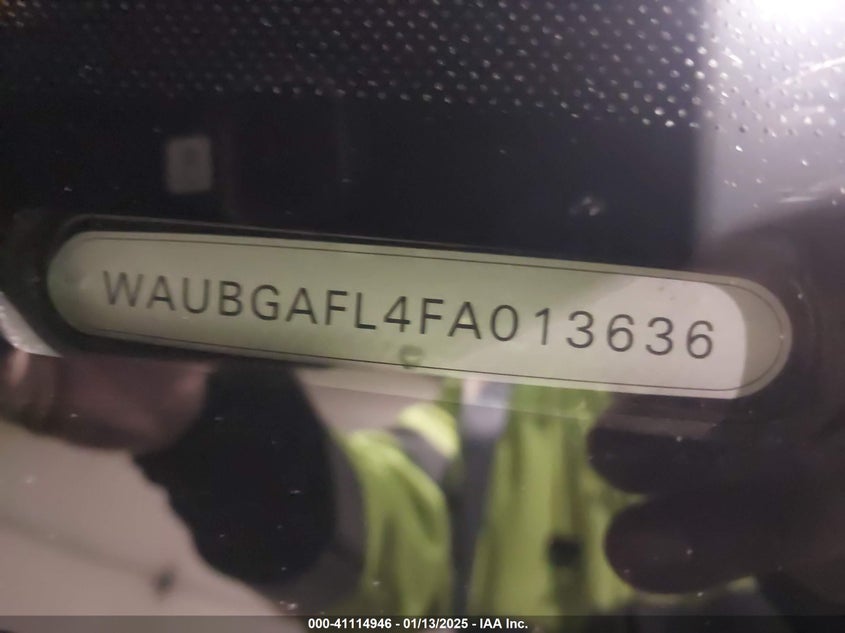 WAUBGAFL4FA013636
000-41114946 - 01/13/2025 - IAA Inc.